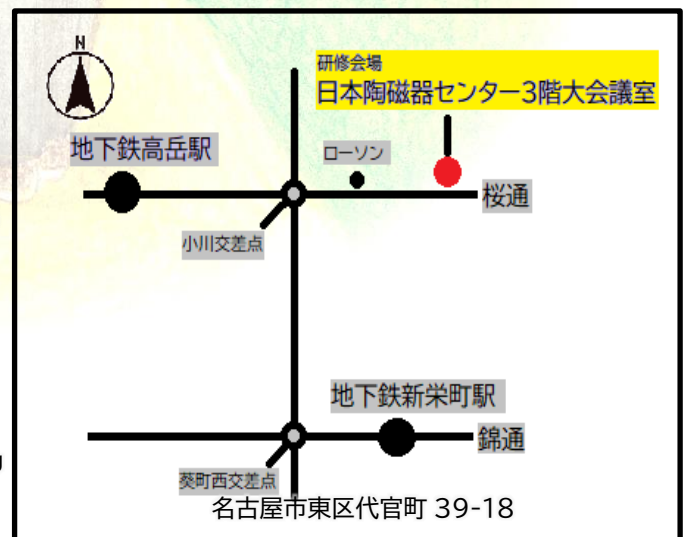 N
研修会場
日本陶磁器センター3階大会議室
地下鉄高岳駅
ローソン
桜通
小川交差点
地下鉄新栄町駅
錦通
葵町西交差点
名古屋市東区代官町 39-18